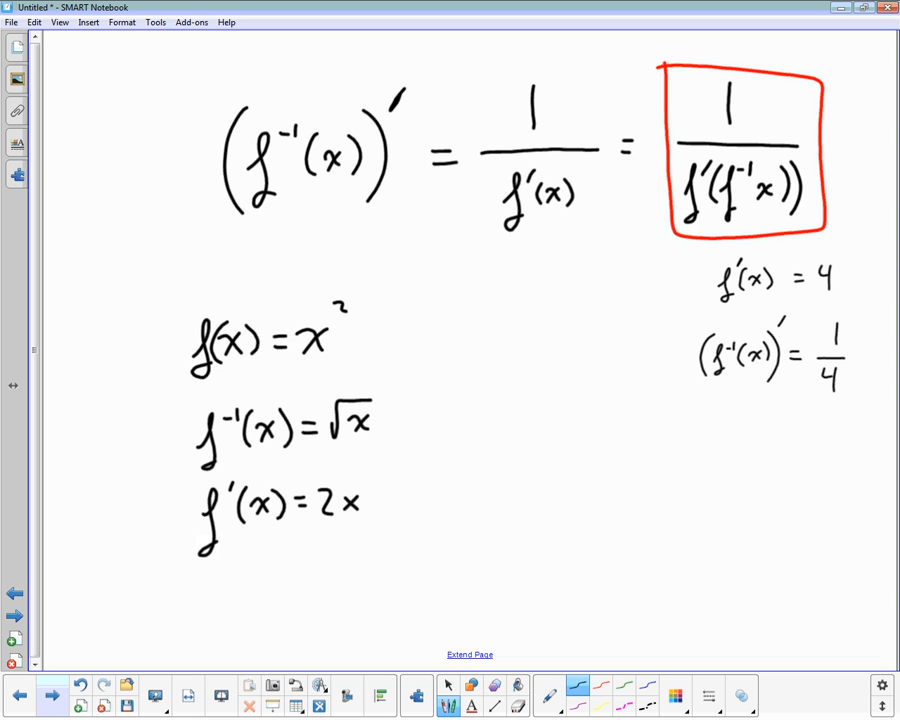 Untitled * - SMART Notebook
File Edit View Insert Format Tools Add-ons Help
(f⁻¹(x))′ = 1/f′(x) = 1/f′(f⁻¹x))
f′(x) = 4
(f⁻¹(x))′ = 1/4
f(x) = x²
f⁻¹(x) = √x
f′(x) = 2x
Extend Page